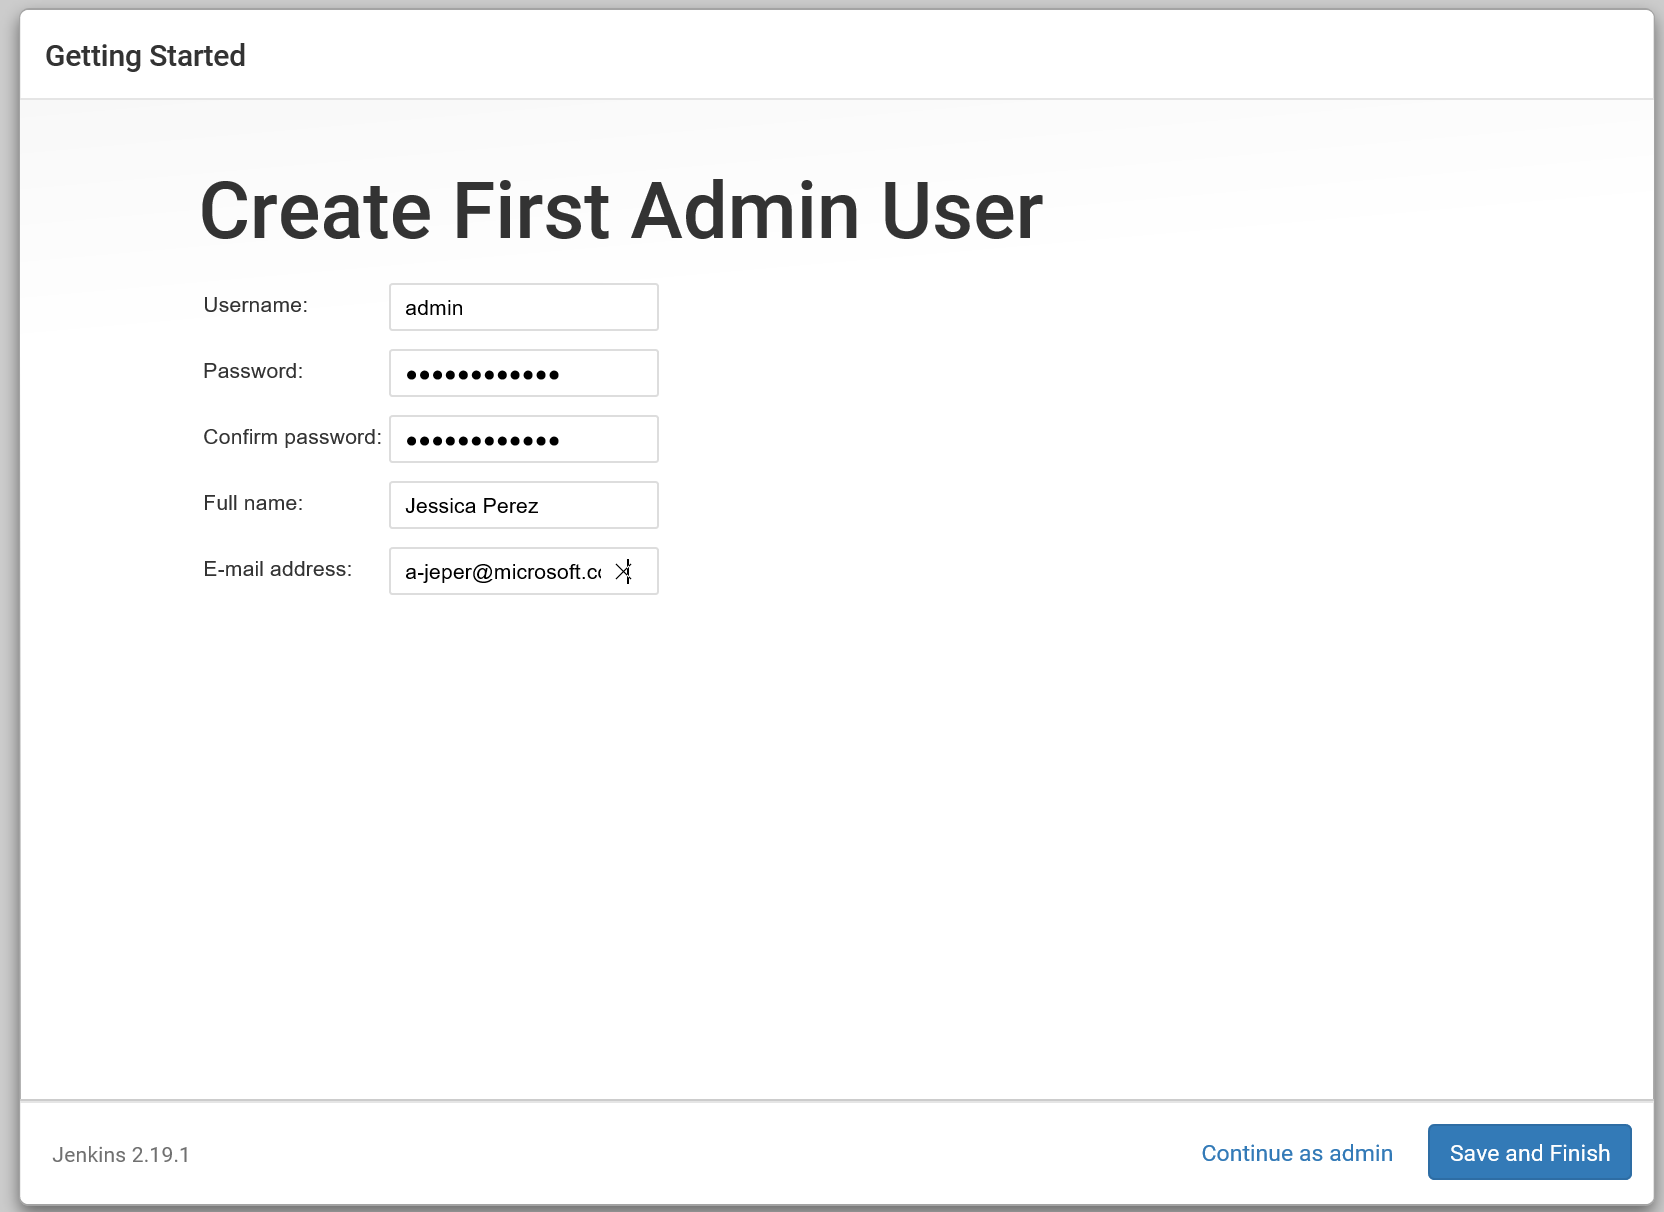 Getting Started
Create First Admin User
Username: admin
Password: ●●●●●●●●●●●●
Confirm password: ●●●●●●●●●●●●
Full name: Jessica Perez
E-mail address: a-jeper@microsoft.co
Jenkins 2.19.1 Continue as admin Save and Finish